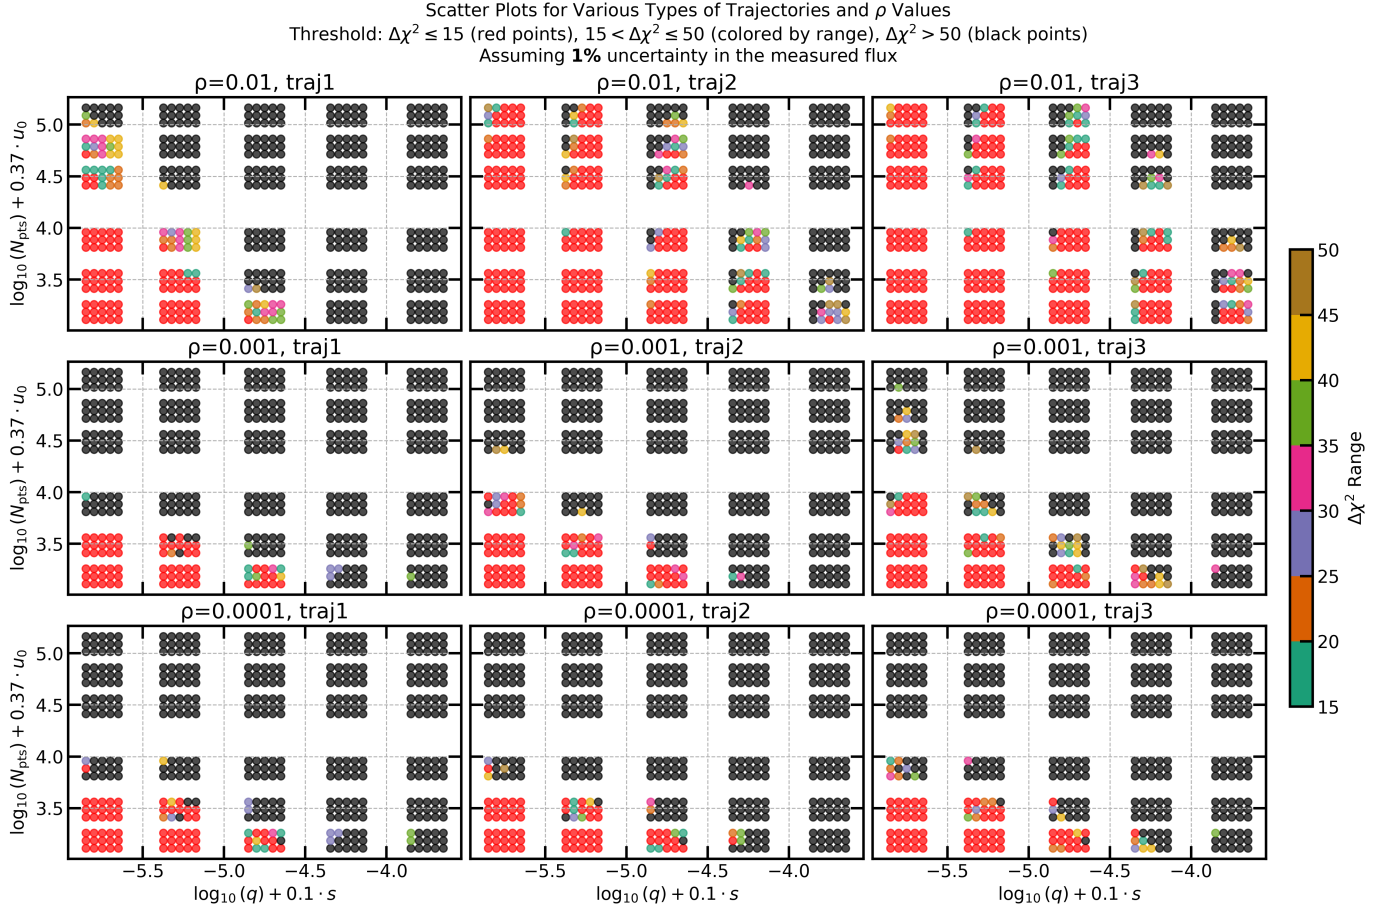 Scatter Plots for Various Types of Trajectories and ρ Values
Threshold: Δχ² ≤ 15 (red points), 15 < Δχ² ≤ 50 (colored by range), Δχ² > 50 (black points)
Assuming 1% uncertainty in the measured flux
ρ=0.01, traj1
ρ=0.01, traj2
ρ=0.01, traj3
log₁₀ (N_pts) + 0.37 · u₀
5.0
4.5
4.0
3.5
ρ=0.001, traj1
ρ=0.001, traj2
ρ=0.001, traj3
log₁₀ (N_pts) + 0.37 · u₀
5.0
4.5
4.0
3.5
ρ=0.0001, traj1
ρ=0.0001, traj2
ρ=0.0001, traj3
log₁₀ (N_pts) + 0.37 · u₀
5.0
4.5
4.0
3.5
−5.5 −5.0 −4.5 −4.0
log₁₀ (q) + 0.1 · s
−5.5 −5.0 −4.5 −4.0
log₁₀ (q) + 0.1 · s
−5.5 −5.0 −4.5 −4.0
log₁₀ (q) + 0.1 · s
50
45
40
35
30
25
20
15
Δχ² Range